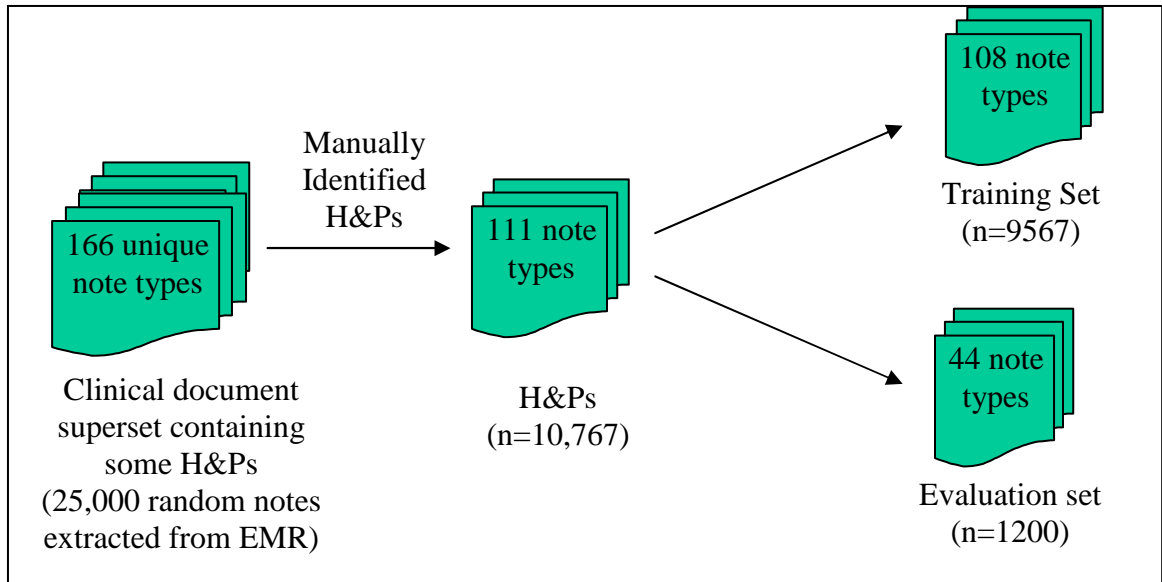 166 unique
note types
Clinical document
superset containing
some H&Ps
(25,000 random notes
extracted from EMR)
Manually
Identified
H&Ps
111 note
types
H&Ps
(n=10,767)
108 note
types
Training Set
(n=9567)
44 note
types
Evaluation set
(n=1200)